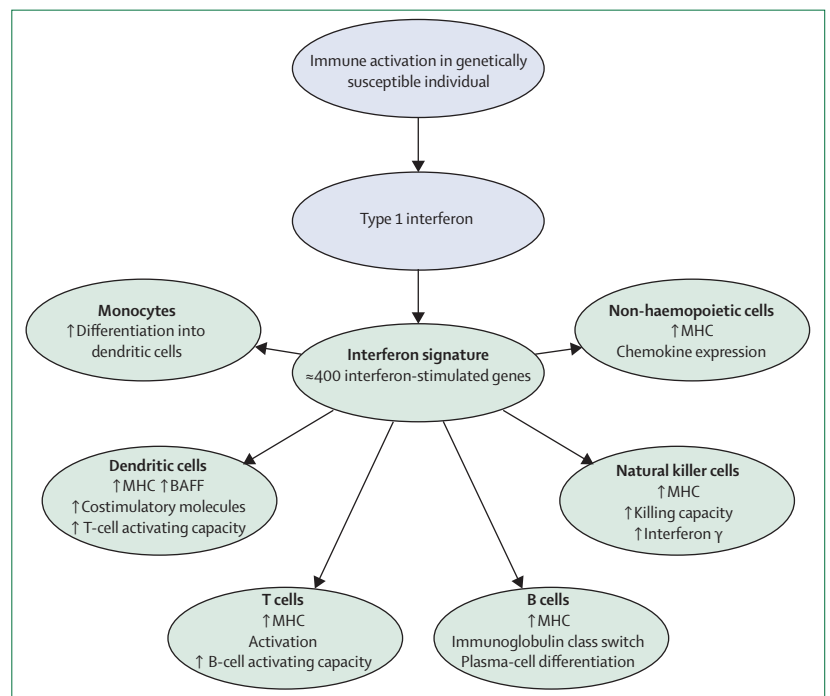 Immune activation in genetically
susceptible individual
Type 1 interferon
Monocytes
↑Differentiation into
dendritic cells
Non-haemopoietic cells
↑MHC
Chemokine expression
Interferon signature
≈400 interferon-stimulated genes
Dendritic cells
↑MHC ↑BAFF
↑Costimulatory molecules
↑ T-cell activating capacity
Natural killer cells
↑MHC
↑Killing capacity
↑Interferon γ
T cells
↑MHC
Activation
↑ B-cell activating capacity
B cells
↑MHC
Immunoglobulin class switch
Plasma-cell differentiation